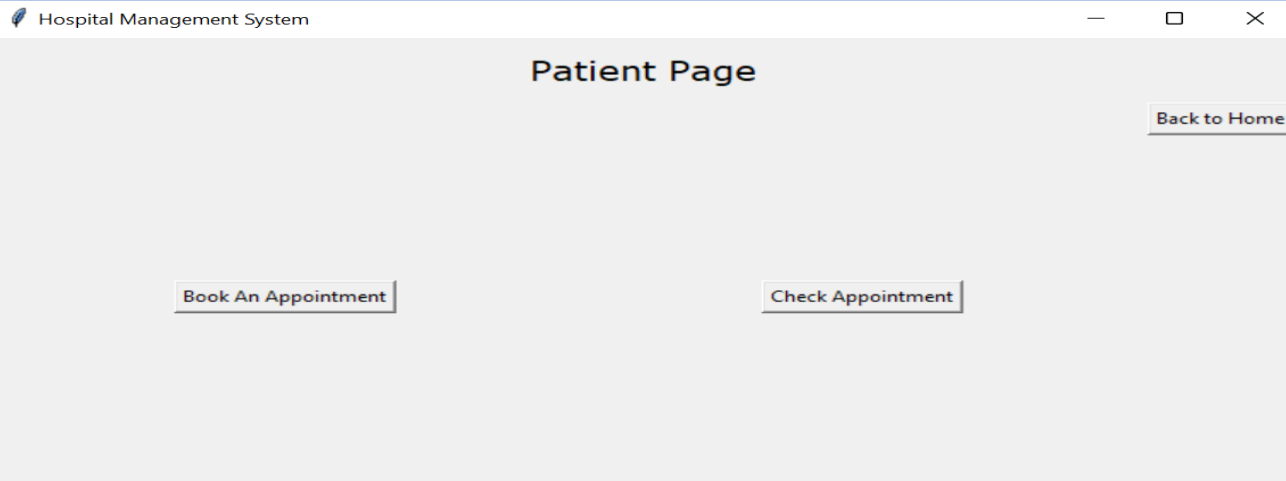 Hospital Management System
Patient Page
Back to Home
Book An Appointment
Check Appointment